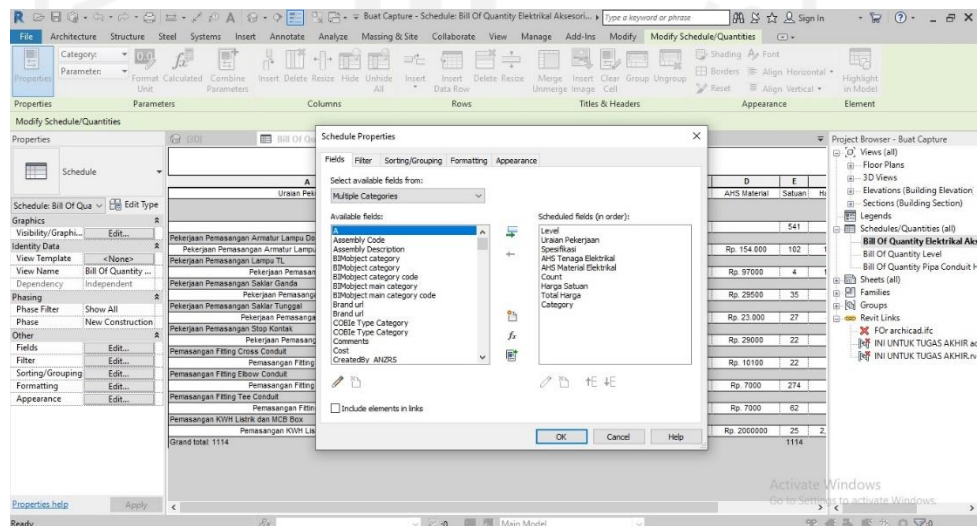 Buat Capture - Schedule: Bill Of Quantity Elektrikal Aksesori...
Type a keyword or phrase
Sign In
File Architecture Structure Steel Systems Insert Annotate Analyze Massing & Site Collaborate View Manage Add-Ins Modify Modify Schedule/Quantities
Category:
Parameter:
Properties
Format Unit
Calculated
Combine Parameters
Insert Delete Resize Hide Unhide All
Insert
Insert Data Row
Delete Resize
Merge Unmerge
Insert Image
Clear Cell
Group Ungroup
Shading Font
Borders Align Horizontal
Reset Align Vertical
Highlight in Model
Properties Parameters Columns Rows Titles & Headers Appearance Element
Modify Schedule/Quantities
Properties
Schedule
Schedule: Bill Of Qua Edit Type
Graphics
Visibility/Graphi... Edit...
Identity Data
View Template <None>
View Name Bill Of Quantity ...
Dependency Independent
Phasing
Phase Filter Show All
Phase New Construction
Other
Fields Edit...
Filter Edit...
Sorting/Grouping Edit...
Formatting Edit...
Appearance Edit...
Properties help Apply
{3D}
Bill Of Qu
A D E
Uraian Pek AHS Material Satuan Ha
541
Pekerjaan Pemasangan Armatur Lampu Do
Pekerjaan Pemasangan Armatur Lampu Rp. 154.000 102 1
Pekerjaan Pemasangan Lampu TL
Pekerjaan Pemasan Rp. 97000 4 1
Pekerjaan Pemasangan Saklar Ganda
Pekerjaan Pemasanga Rp. 29500 35
Pekerjaan Pemasangan Saklar Tunggal
Pekerjaan Pemasanga Rp. 23.000 27
Pekerjaan Pemasangan Stop Kontak
Pekerjaan Pemasang Rp. 29000 22
Pemasangan Fitting Cross Conduit
Pemasangan Fitting Rp. 10100 22
Pemasangan Fitting Elbow Conduit
Pemasangan Fitting Rp. 7000 274
Pemasangan Fitting Tee Conduit
Pemasangan Fittin Rp. 7000 62
Pemasangan KWH Listrik dan MCB Box
Pemasangan KWH Lis Rp. 2000000 25 2,
Grand total: 1114 1114
Schedule Properties
Fields Filter Sorting/Grouping Formatting Appearance
Select available fields from:
Multiple Categories
Available fields:
A
Assembly Code
Assembly Description
BIMobject category
BIMobject category
BIMobject category code
BIMobject main category
BIMobject main category code
Brand url
Brand url
COBie Type Category
COBie Type Category
Comments
Cost
CreatedBy_ANZRS
Scheduled fields (in order):
Level
Uraian Pekerjaan
Spesifikasi
AHS Tenaga Elektrikal
AHS Material Elektrikal
Count
Harga Satuan
Total Harga
Category
Include elements in links
OK Cancel Help
Project Browser - Buat Capture
Views (all)
Floor Plans
3D Views
Elevations (Building Elevation)
Sections (Building Section)
Legends
Schedules/Quantities (all)
Bill Of Quantity Elektrikal Aks
Bill Of Quantity Level
Bill Of Quantity Pipa Conduit H
Sheets (all)
Families
Groups
Revit Links
FOr archicad.ifc
INI UNTUK TUGAS AKHIR ac
INI UNTUK TUGAS AKHIR.rv
Activate Windows
Go to Settings to activate Windows.
Ready
:0
Main Model
:0